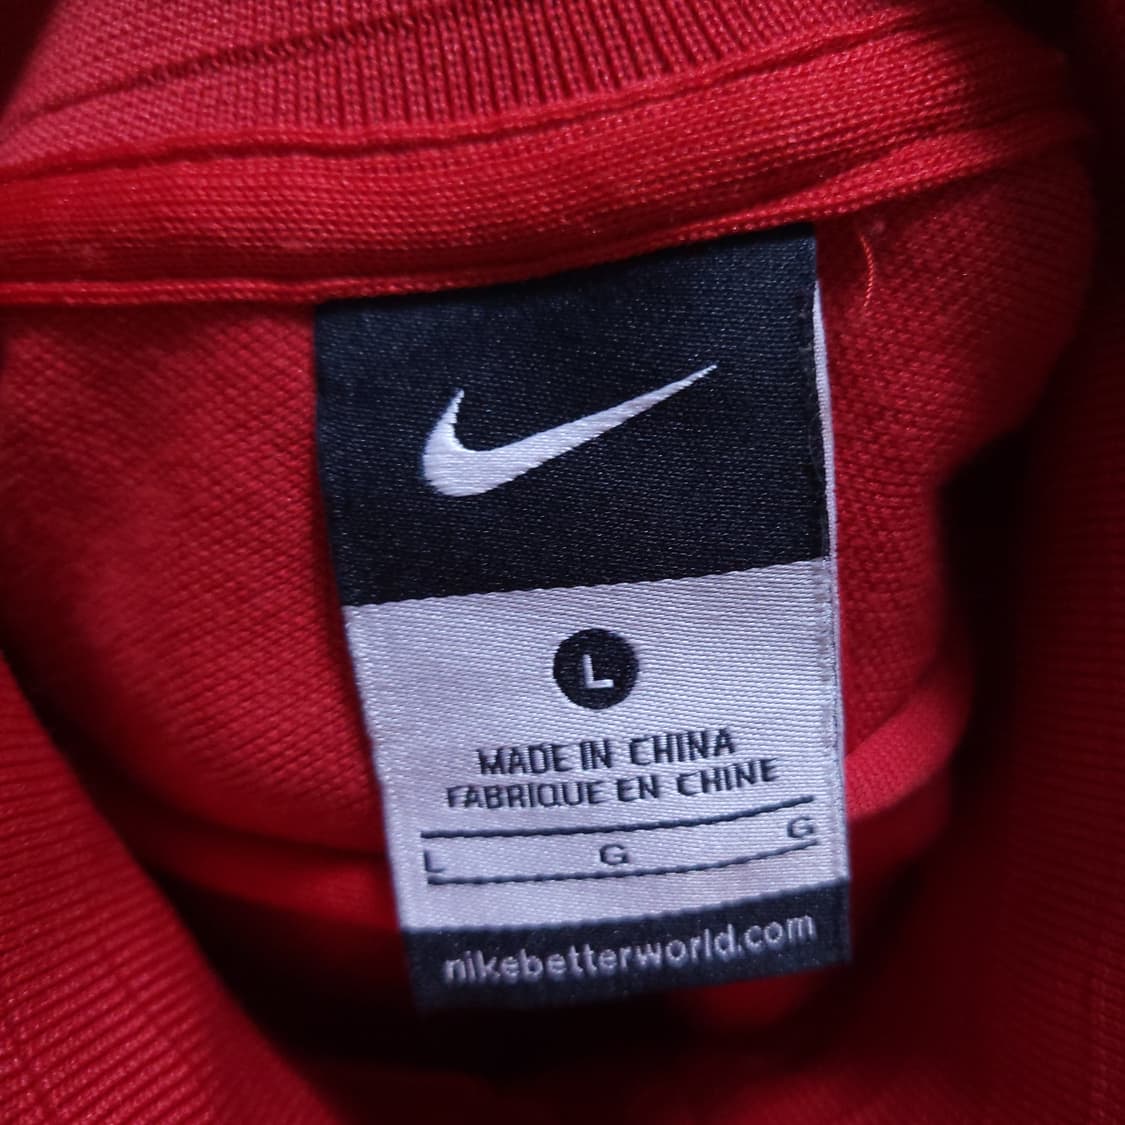 L
MADE IN CHINA
FABRIQUE EN CHINE
L G G
nikebetterworld.com